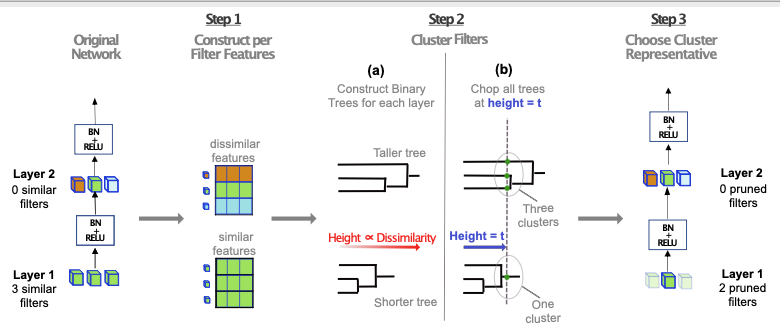 Original
Network
BN
+
RELU
Layer 2
0 similar
filters
BN
+
RELU
Layer 1
3 similar
filters
Step 1
Construct per
Filter Features
dissimilar
features
similar
features
Step 2
Cluster Filters
(a)
Construct Binary
Trees for each layer
Taller tree
Height ∝ Dissimilarity
Shorter tree
(b)
Chop all trees
at height = t
Three
clusters
Height = t
One
cluster
Step 3
Choose Cluster
Representative
BN
+
RELU
Layer 2
0 pruned
filters
BN
+
RELU
Layer 1
2 pruned
filters